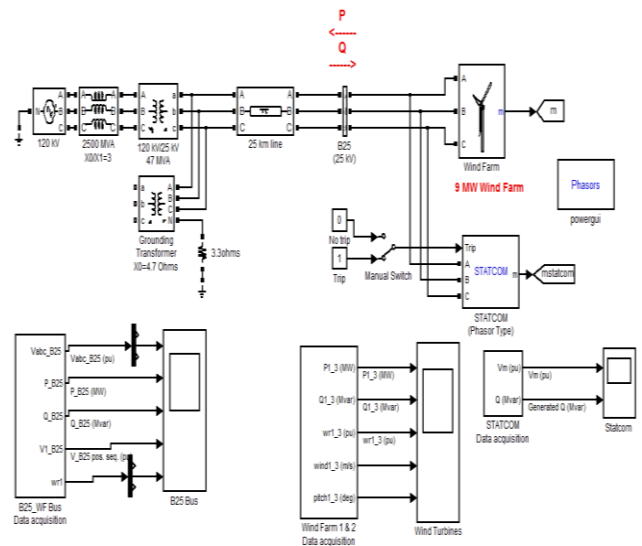 P
<------
Q
------>
N
A
B
C
A
B
C
A
B
C
A
B
C
a
b
c
A
B
C
A
B
C
A
B
C
a
b
c
A
B
C
m
m
120 kV
2500 MVA
X0/X1=3
120 kV/25 kV
47 MVA
25 km line
B25
(25 kV)
Wind Farm
9 MW Wind Farm
Phasors
powergui
a
b
c
A
B
C
N
Grounding
Transformer
X0=4.7 Ohms
3.3ohms
0
No trip
1
Trip
Manual Switch
Trip
A
B
C
STATCOM
m
mstatcom
STATCOM
(Phasor Type)
Vabc_B25
Vabc_B25 (pu)
P_B25
P_B25 (MW)
Q_B25
Q_B25 (Mvar)
V1_B25
V_B25 pos. seq. (pu
wr1
B25_WF Bus
Data acquisition
B25 Bus
P1_3 (MW)
P1_3 (MW)
Q1_3 (Mvar)
Q1_3 (Mvar)
wr1_3 (pu)
wr1_3 (pu)
wind1_3 (m/s)
pitch1_3 (deg)
Wind Farm 1 & 2
Data acquisition
Wind Turbines
Vm (pu)
Vm (pu)
Q (Mvar)
Generated Q (Mvar)
STATCOM
Data acquisition
Statcom